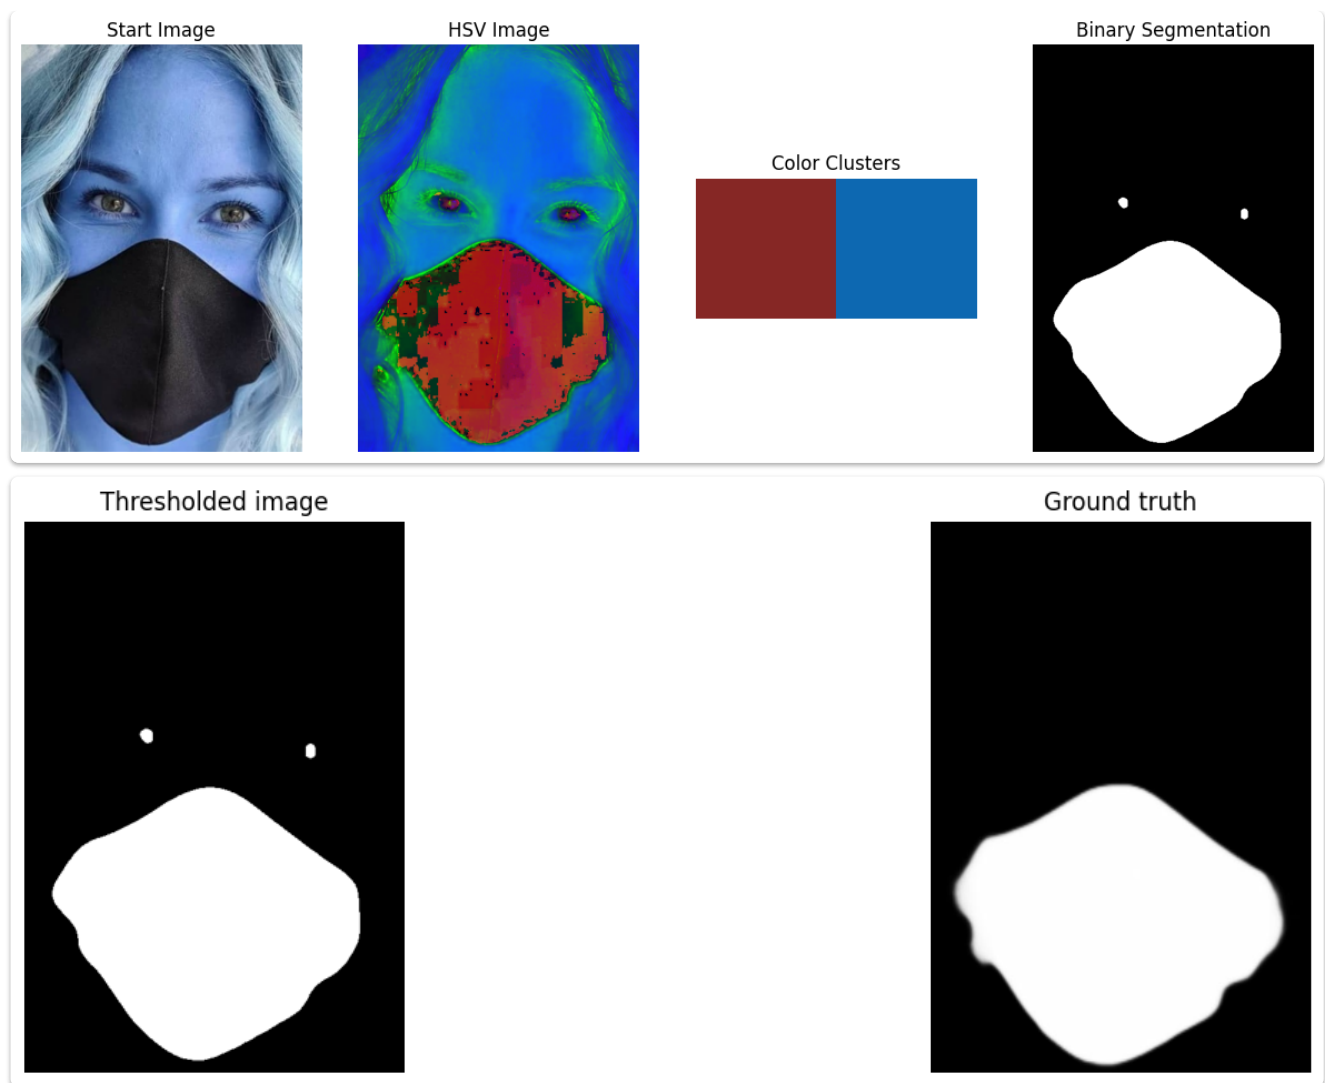 Start Image
HSV Image
Color Clusters
Binary Segmentation
Thresholded image
Ground truth